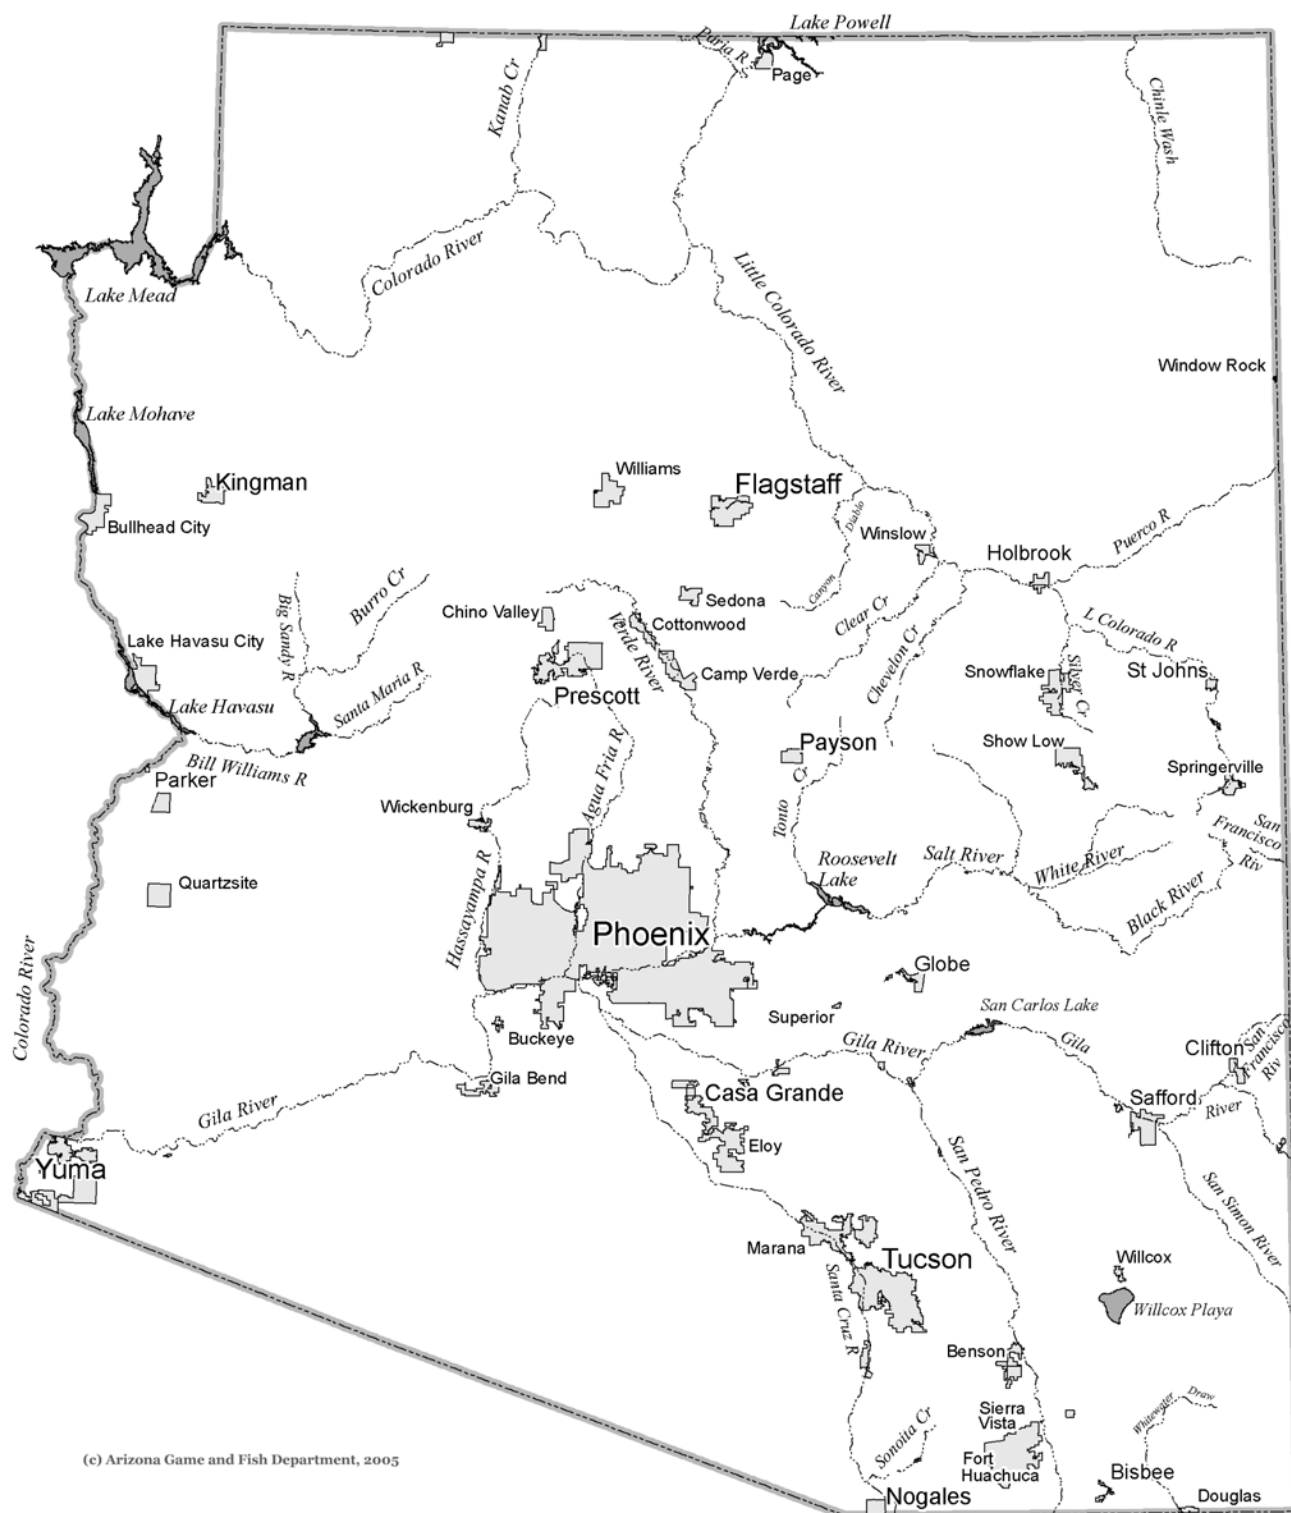 Lake Powell
Paria R
Page
Kanab Cr
Chinle Wash
Colorado River
Lake Mead
Little Colorado River
Window Rock
Lake Mohave
Kingman
Williams
Flagstaff
Bullhead City
Diablo
Canyon
Winslow
Holbrook
Puerco R
Big Sandy R
Burro Cr
Chino Valley
Sedona
Cottonwood
Verde River
Clear Cr
Chevelon Cr
L Colorado R
Lake Havasu City
Camp Verde
Snowflake
Silver Cr
St Johns
Prescott
Santa Maria R
Lake Havasu
Bill Williams R
Payson
Show Low
Springerville
Parker
Agua Fria R
Tonto Cr
Wickenburg
San
Francisco
Riv
Roosevelt
Lake
Salt River
White River
Black River
Quartzsite
Hassayampa R
Phoenix
Colorado River
Globe
San Carlos Lake
Superior
Buckeye
Gila River
Gila
River
Clifton
San
Francisco
Riv
Gila Bend
Casa Grande
Safford
Gila River
Eloy
San Pedro River
Yuma
San Simon River
Marana
Tucson
Willcox
Santa Cruz R
Willcox Playa
Benson
Whitewater
Draw
Sierra
Vista
Sonoita Cr
Fort
Huachuca
Bisbee
(c) Arizona Game and Fish Department, 2005
Nogales
Douglas